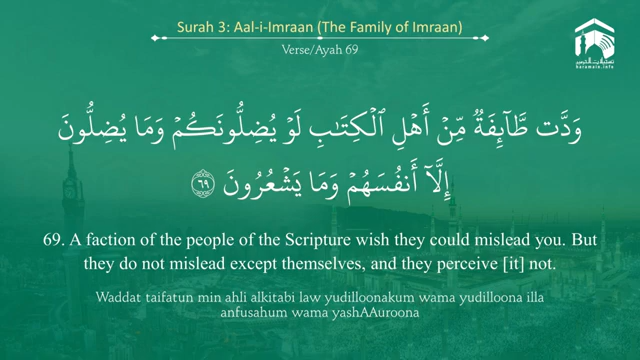 Surah 3: Aal-i-Imraan (The Family of Imraan)
Verse/Ayah 69
haramain.info
وَدَّت طَّآئِفَةٌ مِّنْ أَهْلِ ٱلْكِتَـٰبِ لَوْ يُضِلُّونَكُمْ وَمَا يُضِلُّونَ
إِلَّآ أَنفُسَهُمْ وَمَا يَشْعُرُونَ ٦٩
69. A faction of the people of the Scripture wish they could mislead you. But
they do not mislead except themselves, and they perceive [it] not.
Waddat taifatun min ahli alkitabi law yudilloonakum wama yudilloona illa
anfusahum wama yashAAuroona